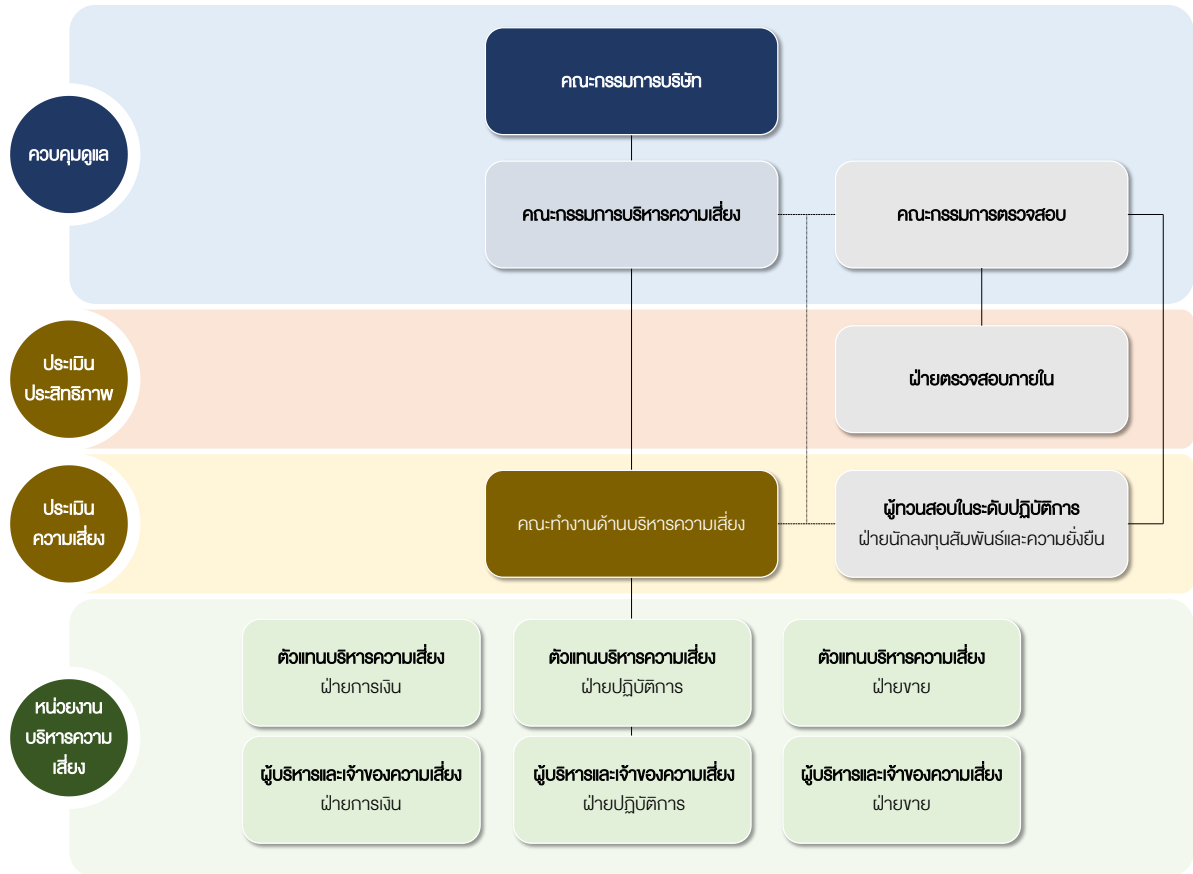 คณะกรรมการบริษัท
ควบคุมดูแล
คณะกรรมการบริหารความเสี่ยง
คณะกรรมการตรวจสอบ
ประเมิน
ประสิทธิภาพ
ฝ่ายตรวจสอบภายใน
ประเมิน
ความเสี่ยง
คณะทำงานด้านบริหารความเสี่ยง
ผู้ทวนสอบในระดับปฏิบัติการ
ฝ่ายนักลงทุนสัมพันธ์และความยั่งยืน
หน่วยงาน
บริหารความ
เสี่ยง
ตัวแทนบริหารความเสี่ยง
ฝ่ายการเงิน
ตัวแทนบริหารความเสี่ยง
ฝ่ายปฏิบัติการ
ตัวแทนบริหารความเสี่ยง
ฝ่ายขาย
ผู้บริหารและเจ้าของความเสี่ยง
ฝ่ายการเงิน
ผู้บริหารและเจ้าของความเสี่ยง
ฝ่ายปฏิบัติการ
ผู้บริหารและเจ้าของความเสี่ยง
ฝ่ายขาย